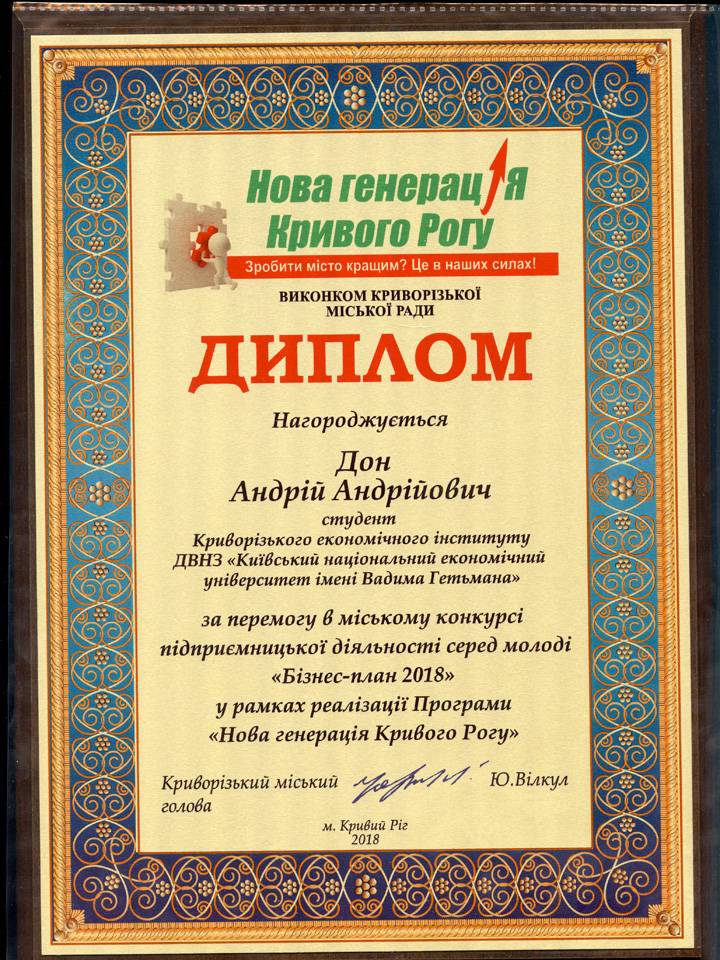 Нова генерація
Кривого Рогу
Зробити місто кращим? Це в наших силах!
ВИКОНКОМ КРИВОРІЗЬКОЇ
МІСЬКОЇ РАДИ
ДИПЛОМ
Нагороджується
Дон
Андрій Андрійович
студент
Криворізького економічного інституту
ДВНЗ «Київський національний економічний
університет імені Вадима Гетьмана»
за перемогу в міському конкурсі
підприємницької діяльності серед молоді
«Бізнес-план 2018»
у рамках реалізації Програми
«Нова генерація Кривого Рогу»
Криворізький міський Ю.Вілкул
голова
м. Кривий Ріг
2018